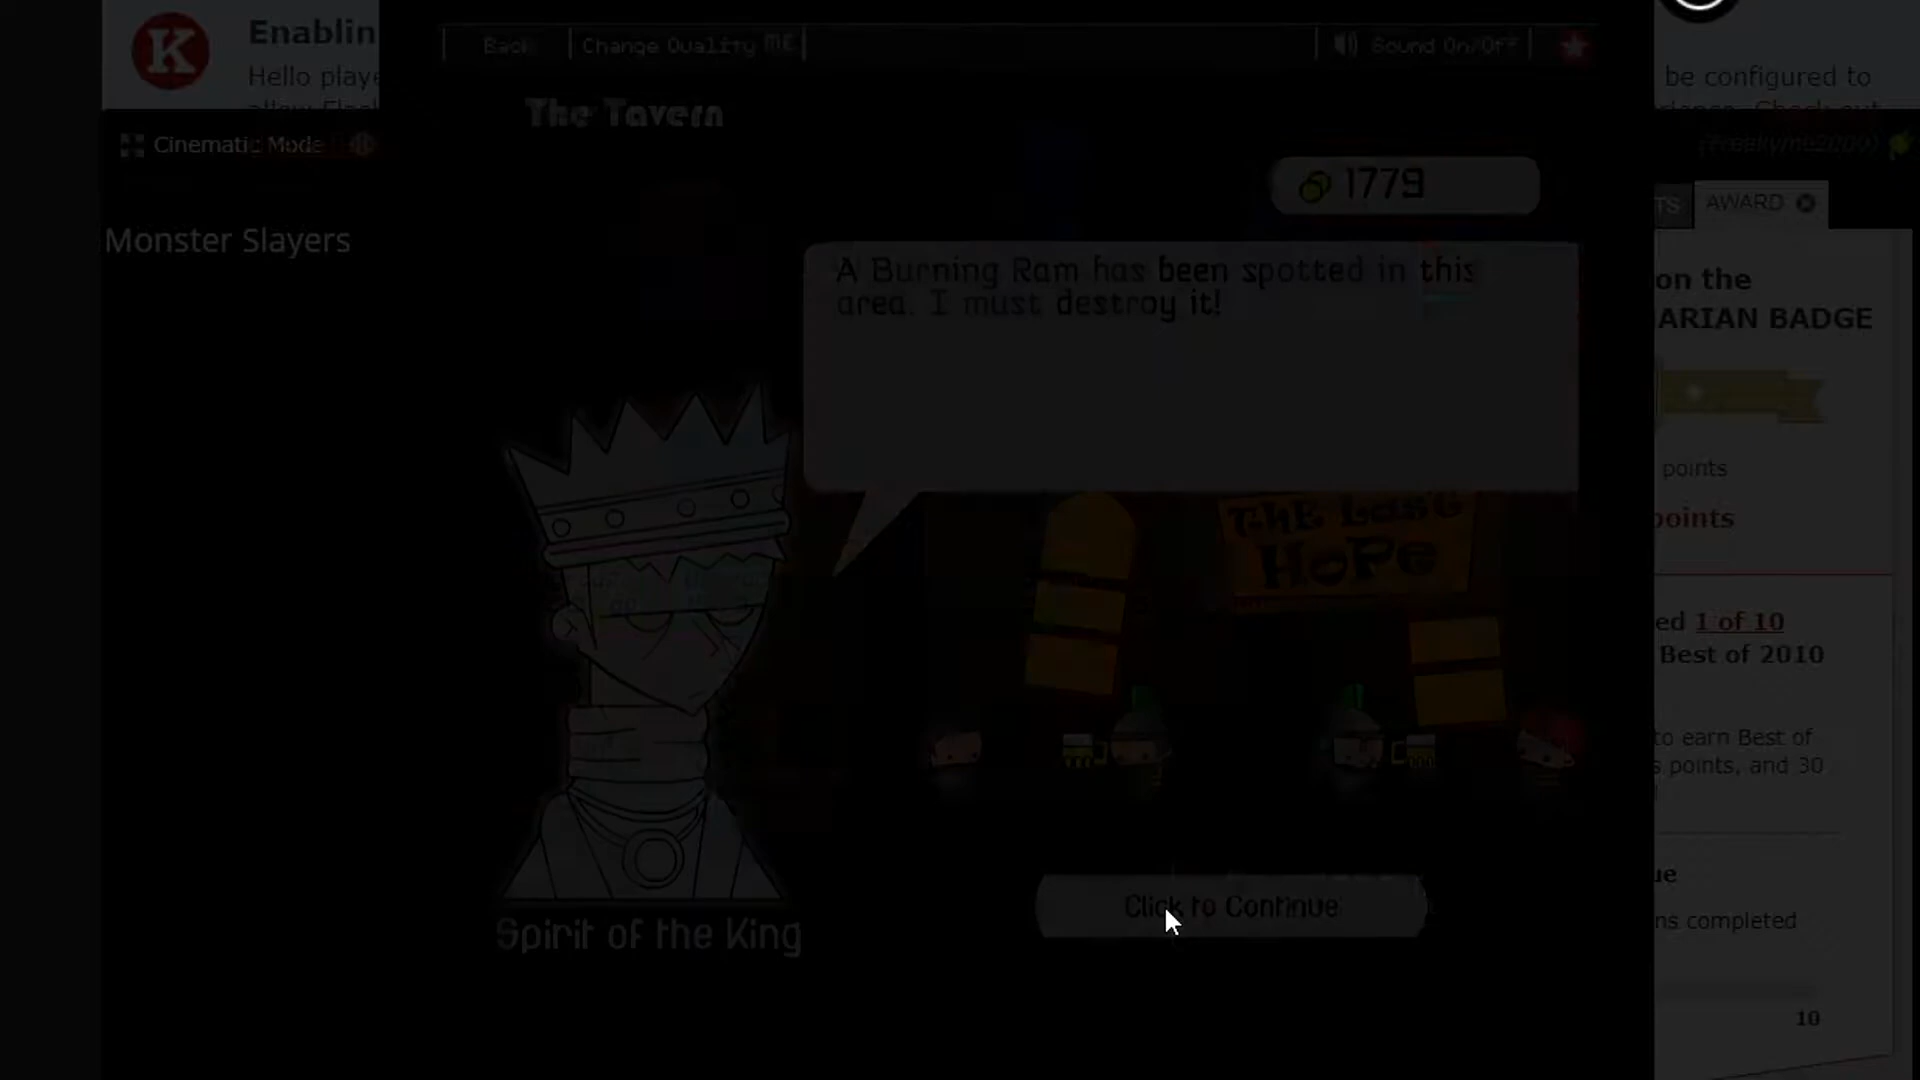 Enablin
Hello playe
be configured to
Back
Change Quality
Sound On/Off
The Tavern
Cinematic Mode
1779
TS
AWARD
Monster Slayers
A Burning Ram has been spotted in this
area. I must destroy it!
on the
ARIAN BADGE
points
points
The Last
Hope
ed 1 of 10
Best of 2010
to earn Best of
s points, and 30
ue
ns completed
Click to Continue
Spirit of the King
10